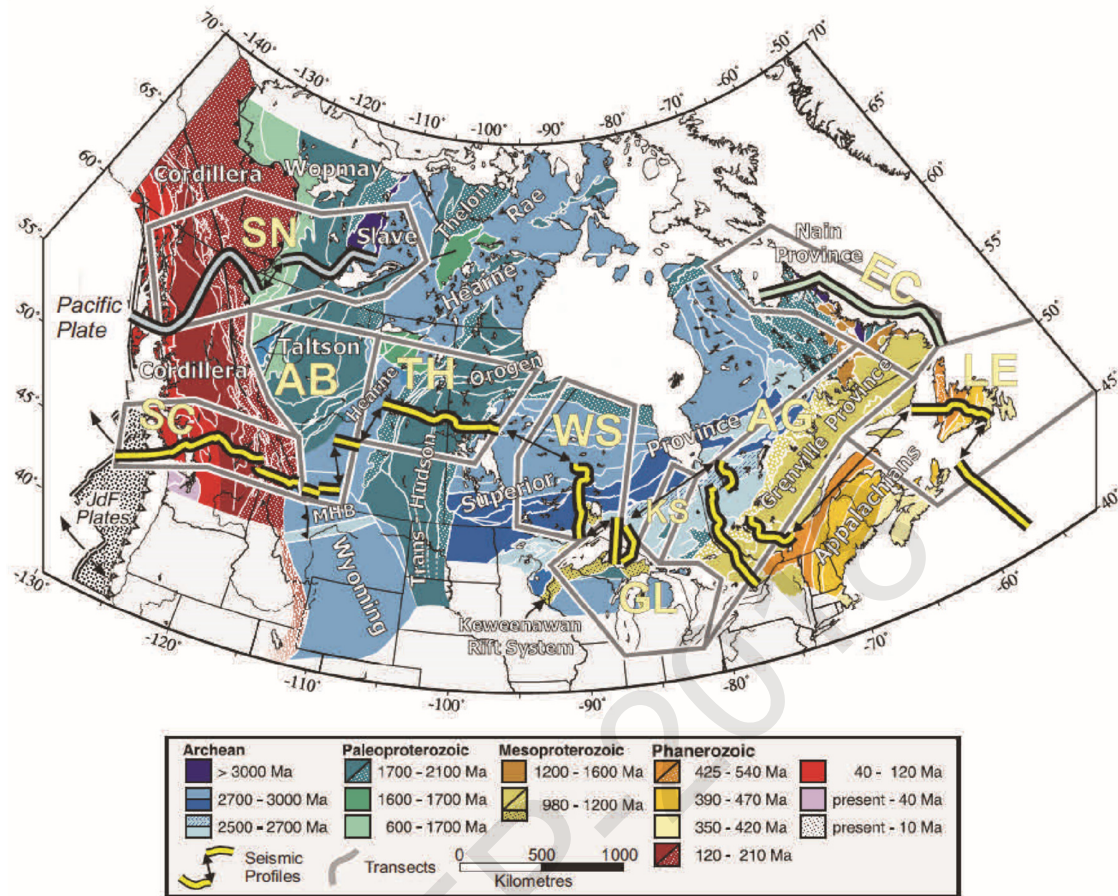 70°
-140°
-130°
-120°
-110°
-100°
-90°
-80°
-70°
-60°
-50°
70°
65°
60°
55°
50°
45°
40°
-130°
-120°
-110°
-100°
-90°
-80°
-70°
-60°
65°
60°
55°
50°
45°
40°
Cordillera
Wopmay
SN
Slave
Thelon
Rae
Hearne
Nain
Province
EC
Pacific
Plate
Cordillera
Taltson
AB
Hearne
TH
Orogen
SC
JdF
Plates
MHB
Wyoming
Trans-Hudson
WS
Superior
Province
KS
AG
Grenville Province
LE
Appalachians
GL
Keweenawan
Rift System
Archean
> 3000 Ma
2700 - 3000 Ma
2500 - 2700 Ma
Paleoproterozoic
1700 - 2100 Ma
1600 - 1700 Ma
600 - 1700 Ma
Mesoproterozoic
1200 - 1600 Ma
980 - 1200 Ma
Phanerozoic
425 - 540 Ma
390 - 470 Ma
350 - 420 Ma
120 - 210 Ma
40 - 120 Ma
present - 40 Ma
present - 10 Ma
Seismic
Profiles
Transects
0 500 1000
Kilometres